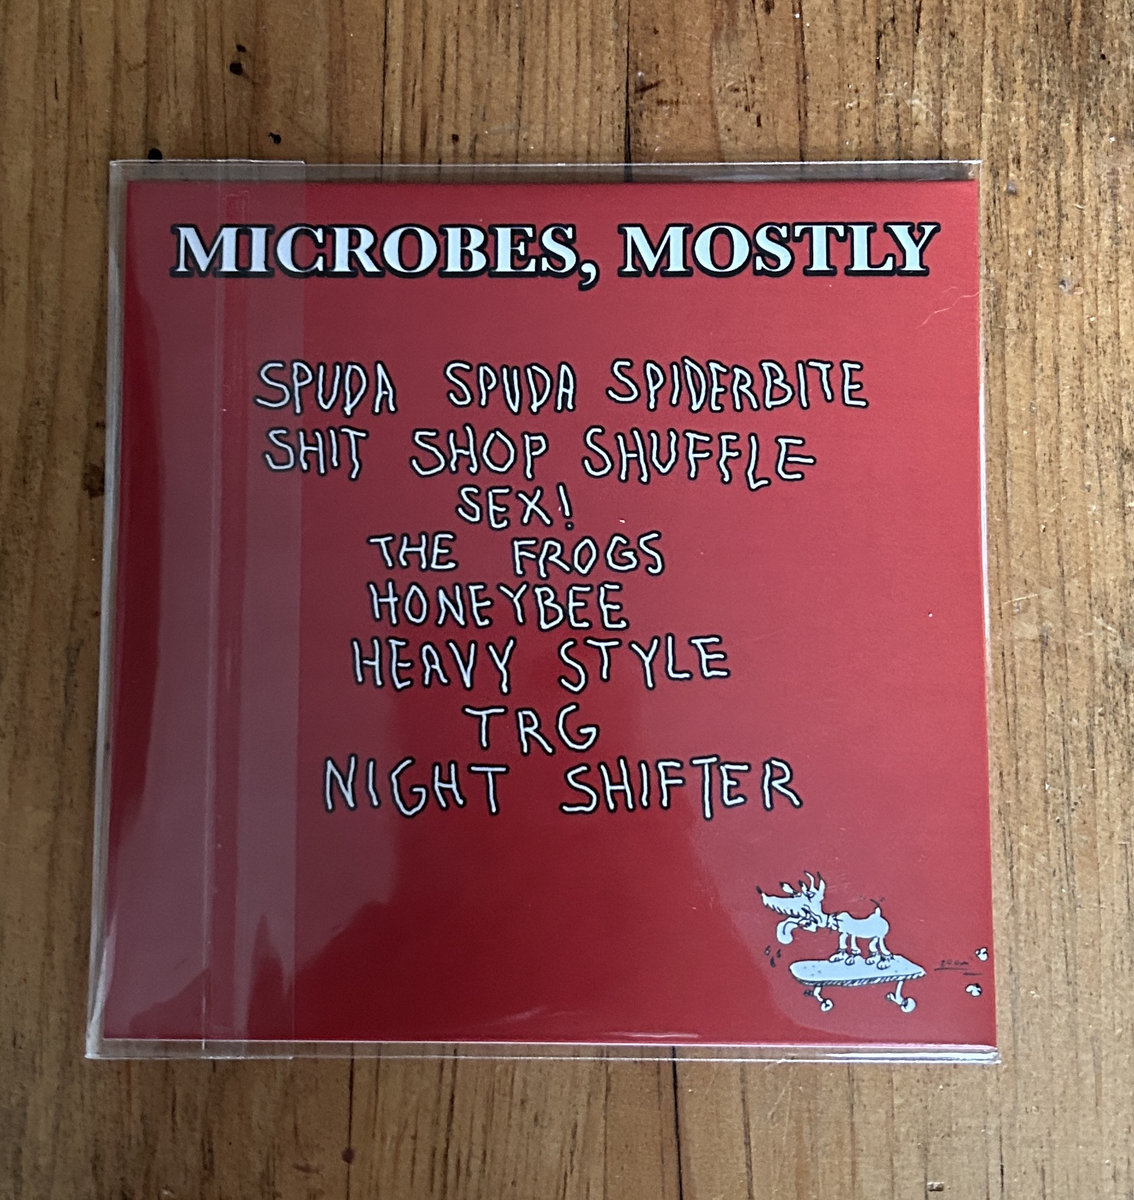 MICROBES, MOSTLY
SPUDA SPUDA SPIDERBITE
SHIT SHOP SHUFFLE
SEX!
THE FROGS
HONEYBEE
HEAVY STYLE
TRG
NIGHT SHIFTER